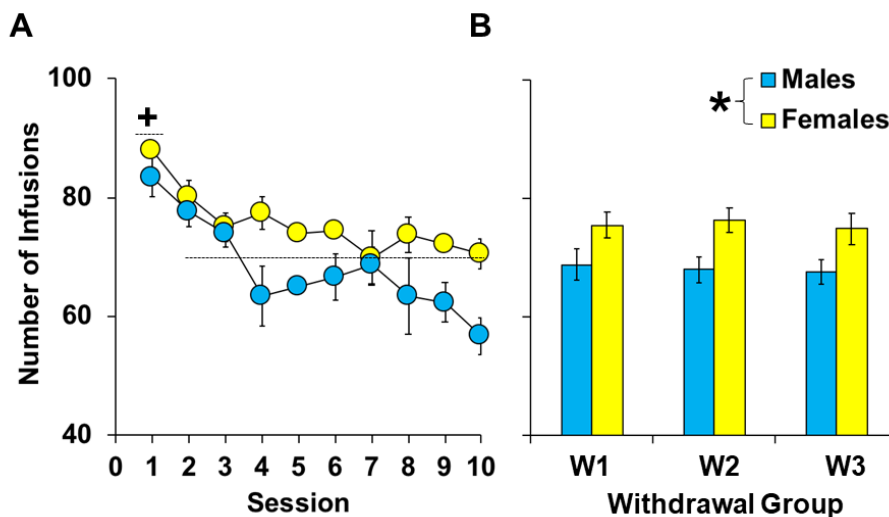 A
B
100
80
60
40
+
Number of Infusions
0 1 2 3 4 5 6 7 8 9 10
Session
*
Males
Females
W1 W2 W3
Withdrawal Group